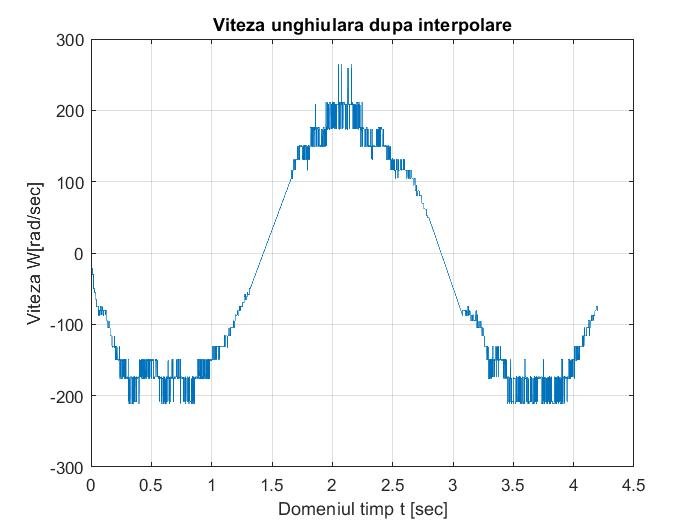 Viteza unghiulara dupa interpolare
300
200
100
0
-100
-200
-300
Viteza W[rad/sec]
0 0.5 1 1.5 2 2.5 3 3.5 4 4.5
Domeniul timp t [sec]